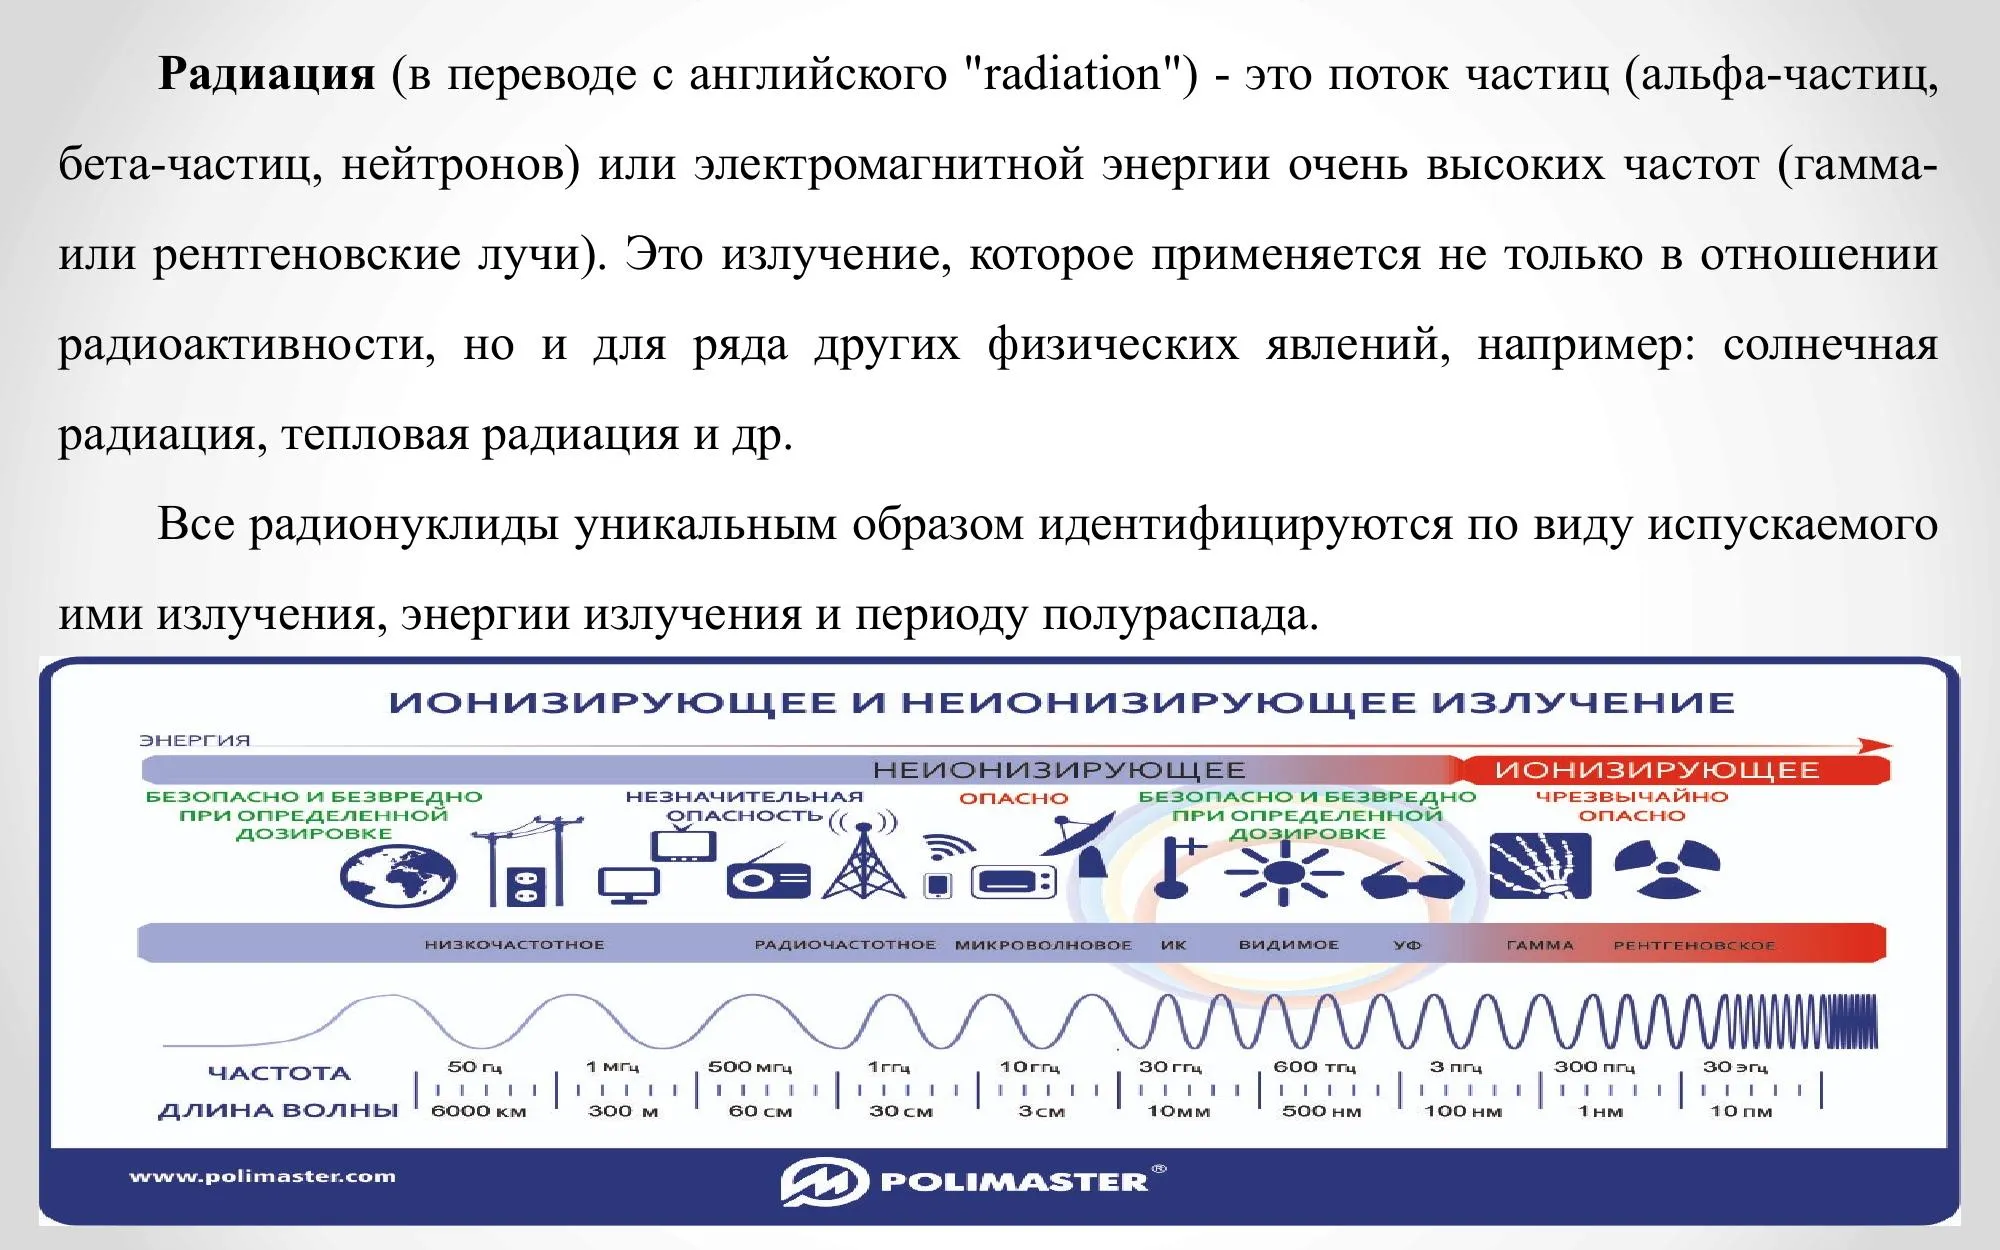 Радиация (в переводе с английского "radiation") - это поток частиц (альфа-частиц,
бета-частиц, нейтронов) или электромагнитной энергии очень высоких частот (гамма-
или рентгеновские лучи). Это излучение, которое применяется не только в отношении
радиоактивности, но и для ряда других физических явлений, например: солнечная
радиация, тепловая радиация и др.
Все радионуклиды уникальным образом идентифицируются по виду испускаемого
ими излучения, энергии излучения и периоду полураспада.
ИОНИЗИРУЮЩЕЕ И НЕИОНИЗИРУЮЩЕЕ ИЗЛУЧЕНИЕ
ЭНЕРГИЯ
НЕИОНИЗИРУЮЩЕЕ ИОНИЗИРУЮЩЕЕ
БЕЗОПАСНО И БЕЗВРЕДНО
ПРИ ОПРЕДЕЛЕННОЙ
ДОЗИРОВКЕ
НЕЗНАЧИТЕЛЬНАЯ
ОПАСНОСТЬ
ОПАСНО
БЕЗОПАСНО И БЕЗВРЕДНО
ПРИ ОПРЕДЕЛЕННОЙ
ДОЗИРОВКЕ
ЧРЕЗВЫЧАЙНО
ОПАСНО
НИЗКОЧАСТОТНОЕ РАДИОЧАСТОТНОЕ МИКРОВОЛНОВОЕ ИК ВИДИМОЕ УФ ГАММА РЕНТГЕНОВСКОЕ
ЧАСТОТА 50 гц 1 мгц 500 мгц 1 ггц 10 ггц 30 ггц 600 тгц 3 пгц 300 пгц 30 эгц
ДЛИНА ВОЛНЫ 6000 км 300 м 60 см 30 см 3 см 10 мм 500 нм 100 нм 1 нм 10 пм
www.polimaster.com POLIMASTER®